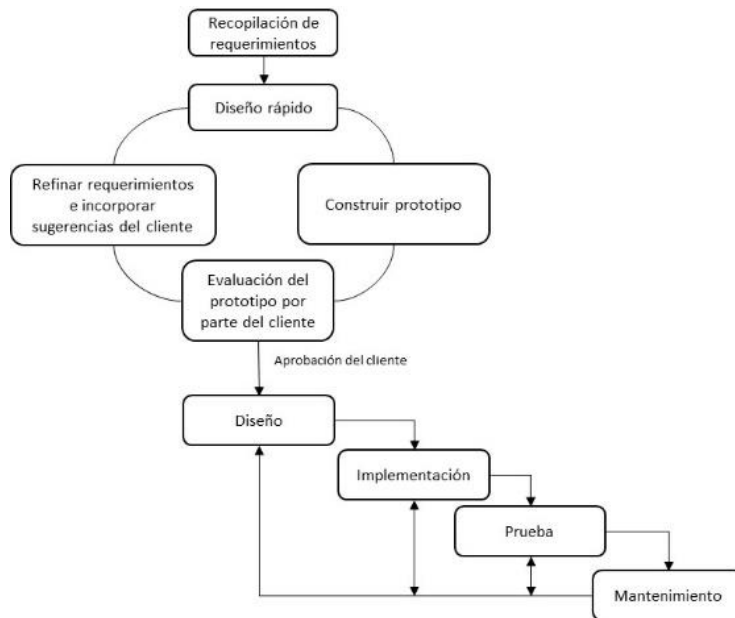 Recopilación de
requerimientos
Diseño rápido
Refinar requerimientos
e incorporar
sugerencias del cliente
Construir prototipo
Evaluación del
prototipo por
parte del cliente
Aprobación del cliente
Diseño
Implementación
Prueba
Mantenimiento